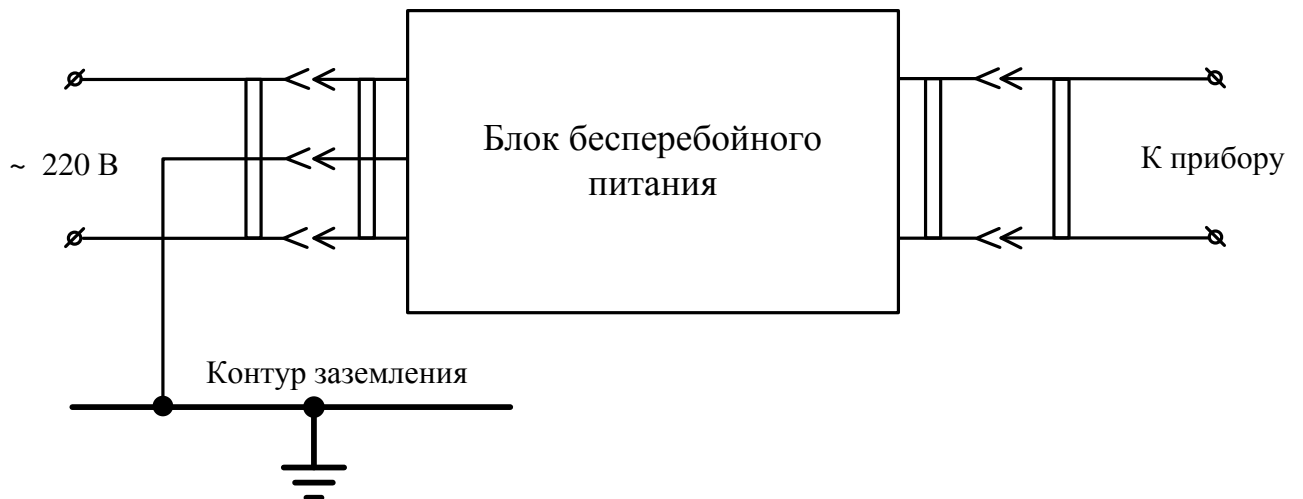 Блок бесперебойного
питания
~ 220 В
К прибору
Контур заземления